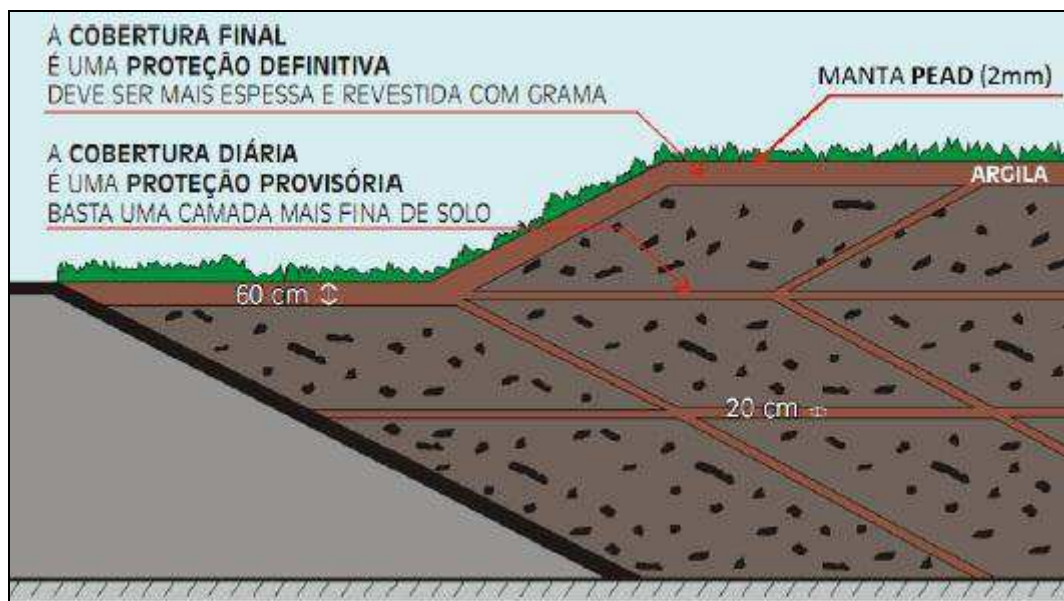 A COBERTURA FINAL
É UMA PROTEÇÃO DEFINITIVA
DEVE SER MAIS ESPESSA E REVESTIDA COM GRAMA
MANTA PEAD (2mm)
A COBERTURA DIÁRIA
É UMA PROTEÇÃO PROVISÓRIA
BASTA UMA CAMADA MAIS FINA DE SOLO
ARGILA
60 cm
20 cm